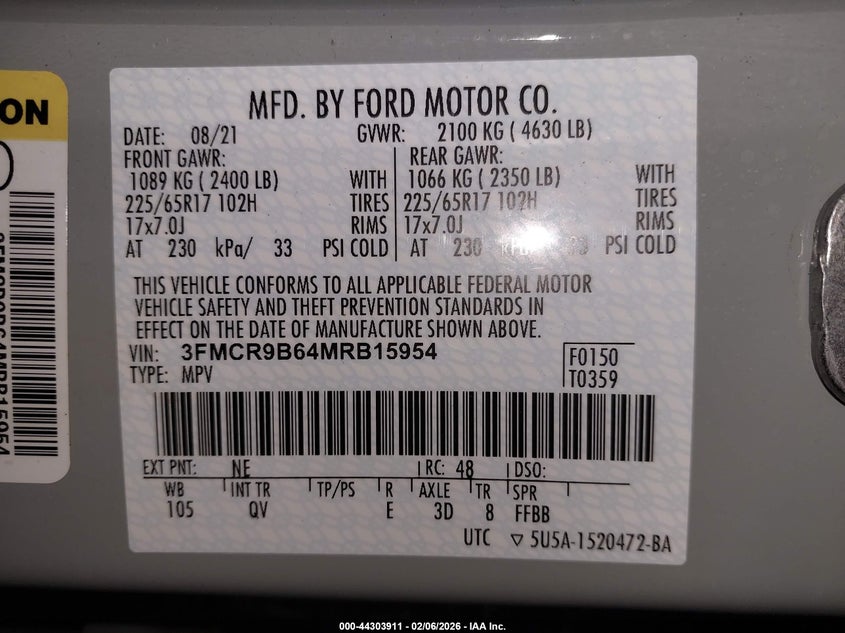 ON
MFD. BY FORD MOTOR CO.
DATE: 08/21 GVWR: 2100 KG ( 4630 LB)
FRONT GAWR: REAR GAWR:
1089 KG ( 2400 LB) WITH 1066 KG ( 2350 LB) WITH
225/65R17 102H TIRES 225/65R17 102H TIRES
17x7.0J RIMS 17x7.0J RIMS
AT 230 kPa/ 33 PSI COLD AT 230 PSI COLD
THIS VEHICLE CONFORMS TO ALL APPLICABLE FEDERAL MOTOR
VEHICLE SAFETY AND THEFT PREVENTION STANDARDS IN
EFFECT ON THE DATE OF MANUFACTURE SHOWN ABOVE.
VIN: 3FMCR9B64MRB15954 F0150
TYPE: MPV T0359
EXT PNT: NE RC: 48 DSO:
WB INT TR TP/PS R AXLE TR SPR
105 QV E 3D 8 FFBB
UTC ▽ 5U5A-1520472-BA
000-44303911 - 02/06/2026 - IAA Inc.